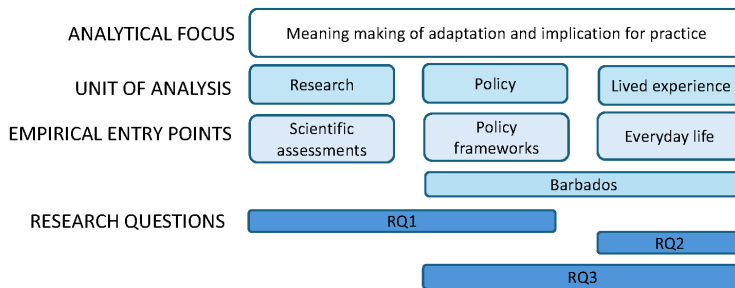 ANALYTICAL FOCUS
Meaning making of adaptation and implication for practice
UNIT OF ANALYSIS
Research
Policy
Lived experience
EMPIRICAL ENTRY POINTS
Scientific
assessments
Policy
frameworks
Everyday life
Barbados
RESEARCH QUESTIONS
RQ1
RQ2
RQ3